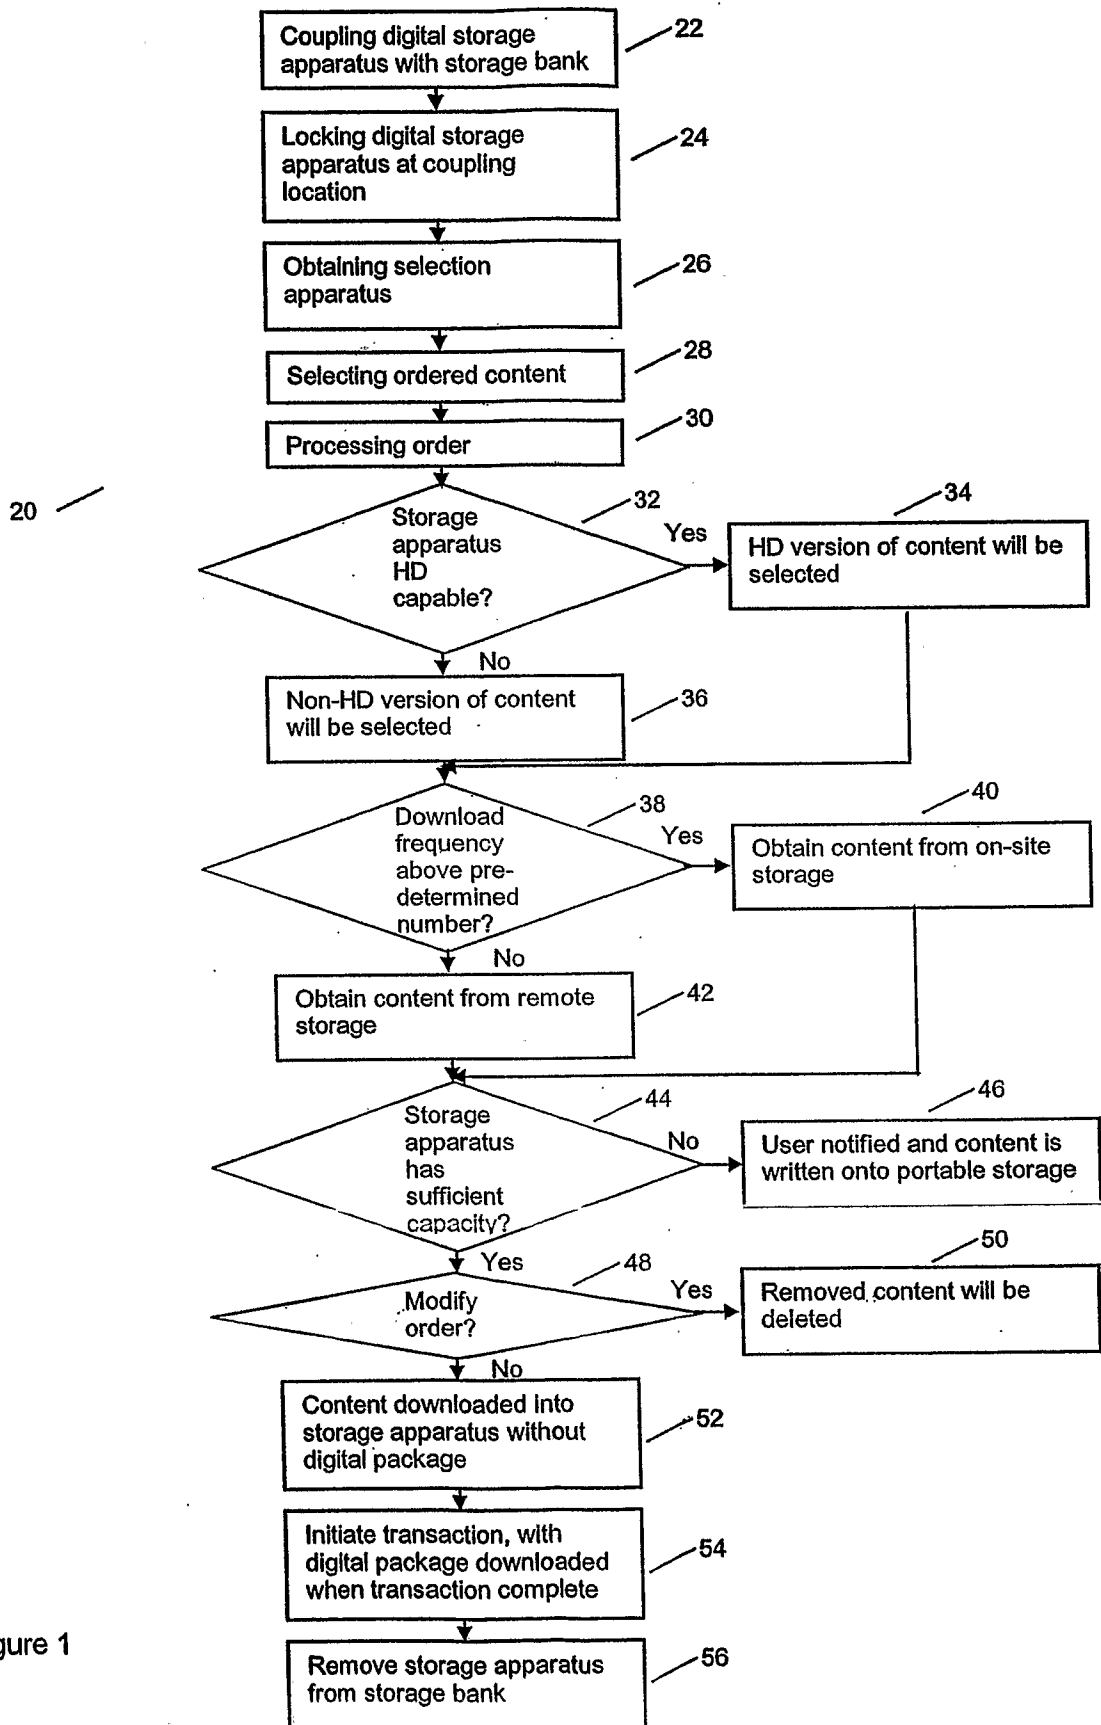 Coupling digital storage
apparatus with storage bank
22
Locking digital storage
apparatus at coupling
location
24
Obtaining selection
apparatus
26
Selecting ordered content
28
Processing order
30
20
Storage
apparatus
HD
capable?
32
Yes
34
HD version of content will be
selected
No
Non-HD version of content
will be selected
36
Download
frequency
above pre-
determined
number?
38
Yes
40
Obtain content from on-site
storage
No
Obtain content from remote
storage
42
Storage
apparatus
has
sufficient
capacity?
44
No
46
User notified and content is
written onto portable storage
Yes
Modify
order?
48
Yes
50
Removed content will be
deleted
No
Content downloaded into
storage apparatus without
digital package
52
Initiate transaction, with
digital package downloaded
when transaction complete
54
gure 1
Remove storage apparatus
from storage bank
56